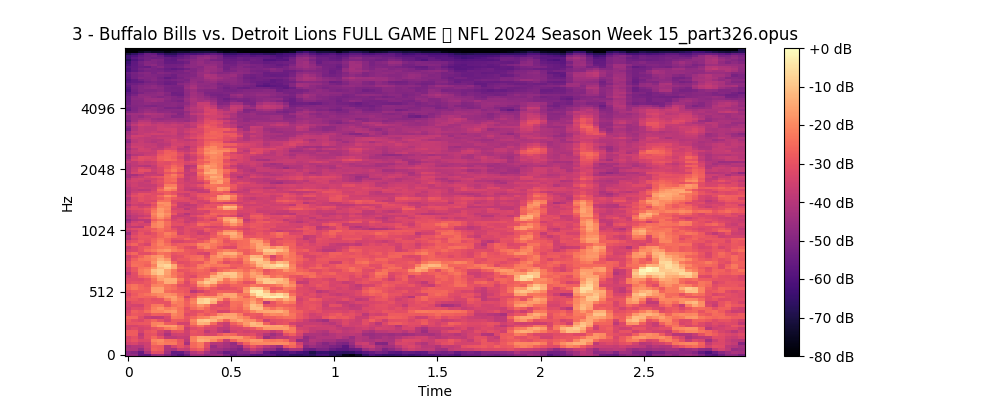 3 - Buffalo Bills vs. Detroit Lions FULL GAME ▯ NFL 2024 Season Week 15_part326.opus
+0 dB
4096
-10 dB
-20 dB
2048
-30 dB
Hz
1024
-40 dB
-50 dB
512
-60 dB
-70 dB
0
-80 dB
0 0.5 1 1.5 2 2.5
Time